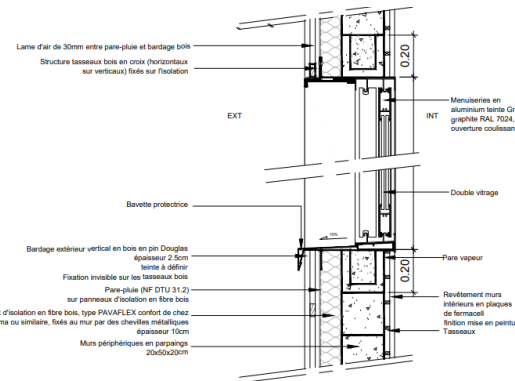 Lame d'air de 30mm entre pare-pluie et bardage bois
Structure tasseaux bois en croix (horizontaux
sur verticaux) fixés sur l'isolation
0.20
Menuiseries en
aluminium teinte Gr
graphite RAL 7024,
ouverture coulissan
EXT
INT
Double vitrage
Bavette protectrice
10%
Bardage extérieur vertical en bois en pin Douglas
épaisseur 2.5cm
teinte à définir
Fixation invisible sur les tasseaux bois
Pare-pluie (NF DTU 31.2)
sur panneaux d'isolation en fibre bois
d'isolation en fibre bois, type PAVAFLEX confort de chez
ma ou similaire, fixés au mur par des chevilles métalliques
épaisseur 10cm
Murs périphériques en parpaings
20x50x20cm
Pare vapeur
0.20
Revêtement murs
intérieurs en plaques
de fermacell
finition mise en peintu
Tasseaux